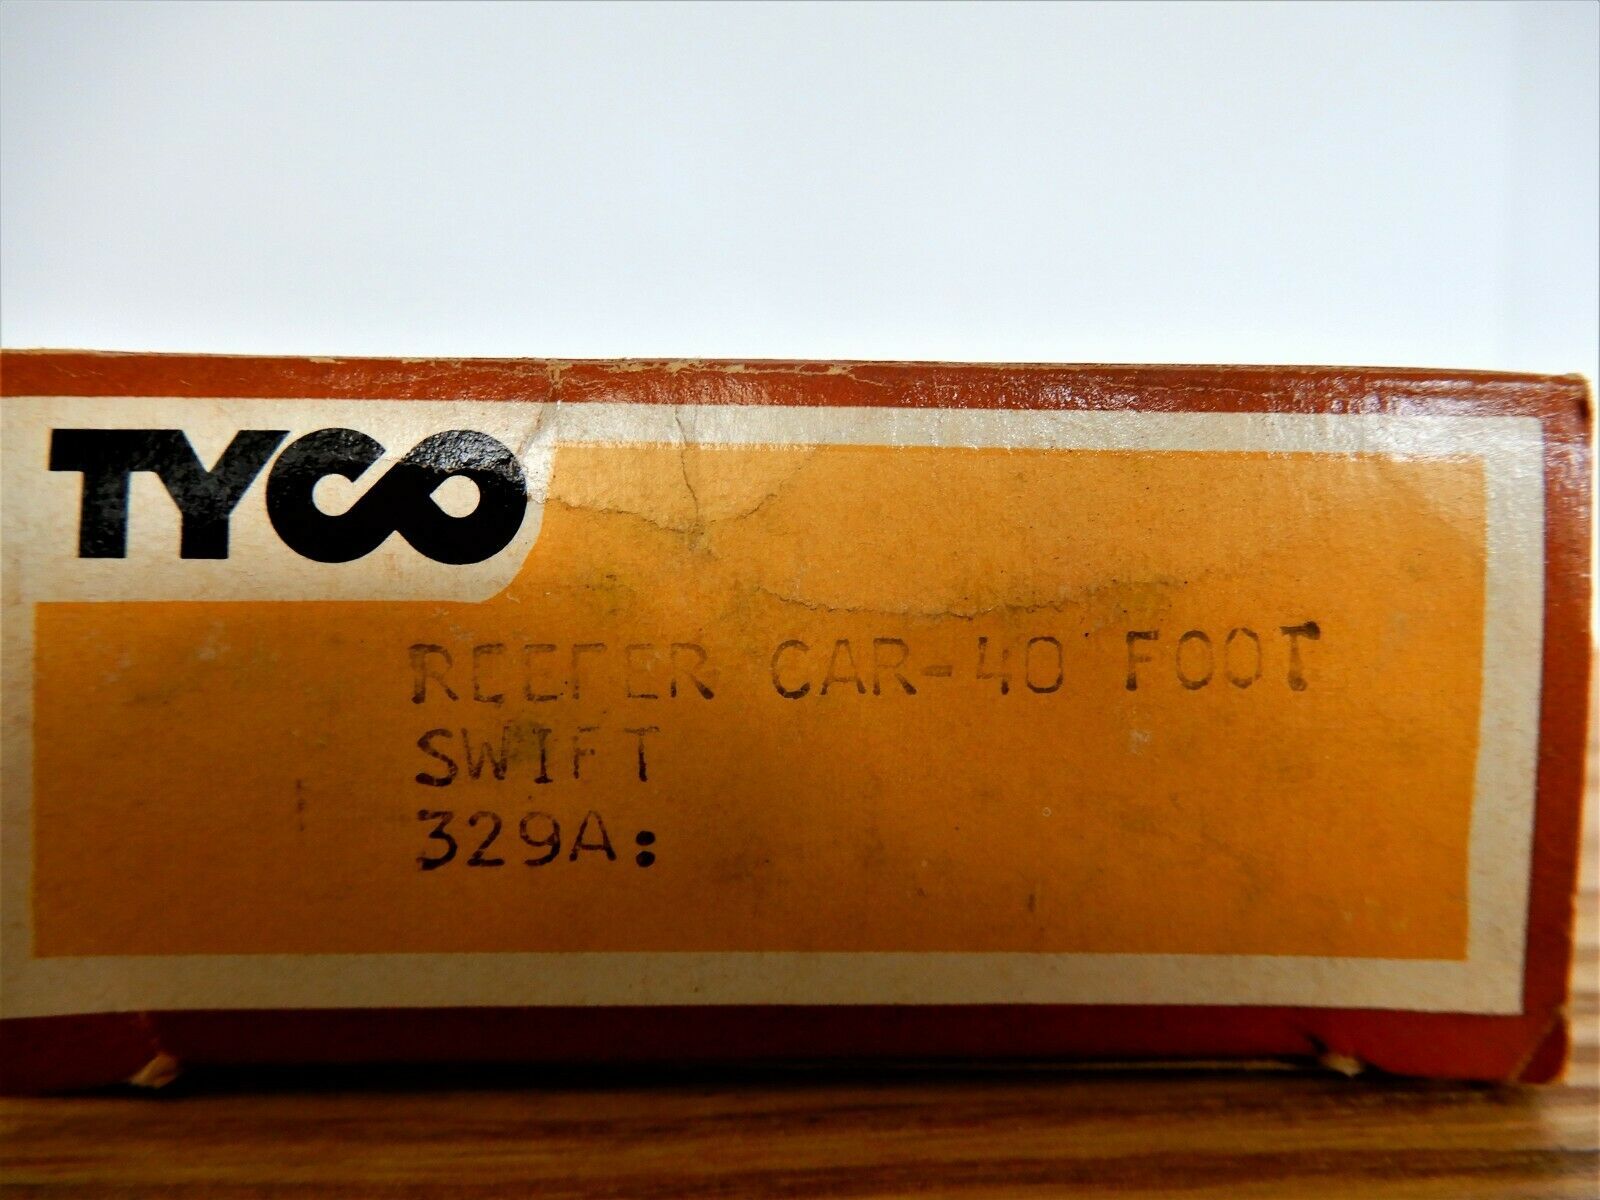 TYCO
REEFER CAR-40 FOOT
SWIFT
329A: